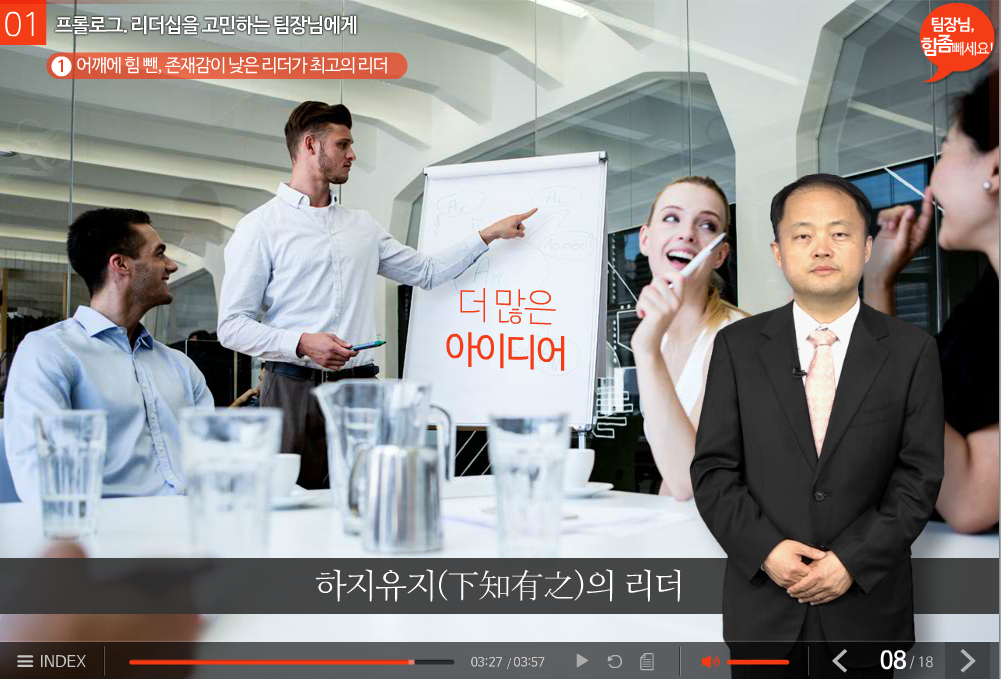 01
프롤로그. 리더십을 고민하는 팀장님에게
1 어깨에 힘 뺀, 존재감이 낮은 리더가 최고의 리더
팀장님,
힘좀빼세요!
더 많은
아이디어
하지유지(下知有之)의 리더
INDEX
03:27 / 03:57
08 / 18